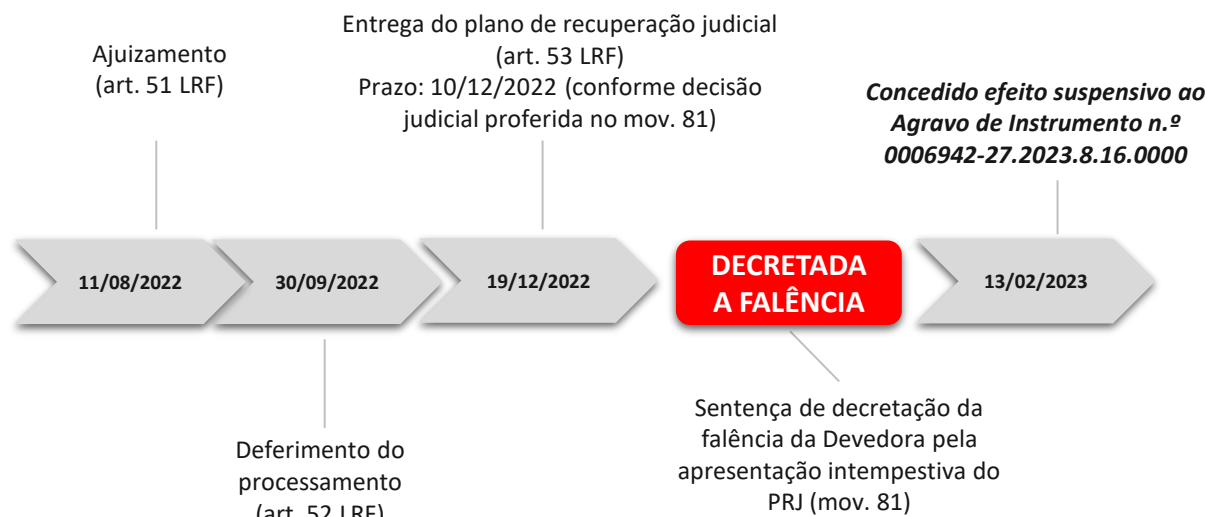 Ajuizamento
(art. 51 LRF)
Entrega do plano de recuperação judicial
(art. 53 LRF)
Prazo: 10/12/2022 (conforme decisão
judicial proferida no mov. 81)
Concedido efeito suspensivo ao
Agravo de Instrumento n.º
0006942-27.2023.8.16.0000
11/08/2022
30/09/2022
19/12/2022
DECRETADA
A FALÊNCIA
13/02/2023
Deferimento do
processamento
(art. 52 LRF)
Sentença de decretação da
falência da Devedora pela
apresentação intempestiva do
PRJ (mov. 81)